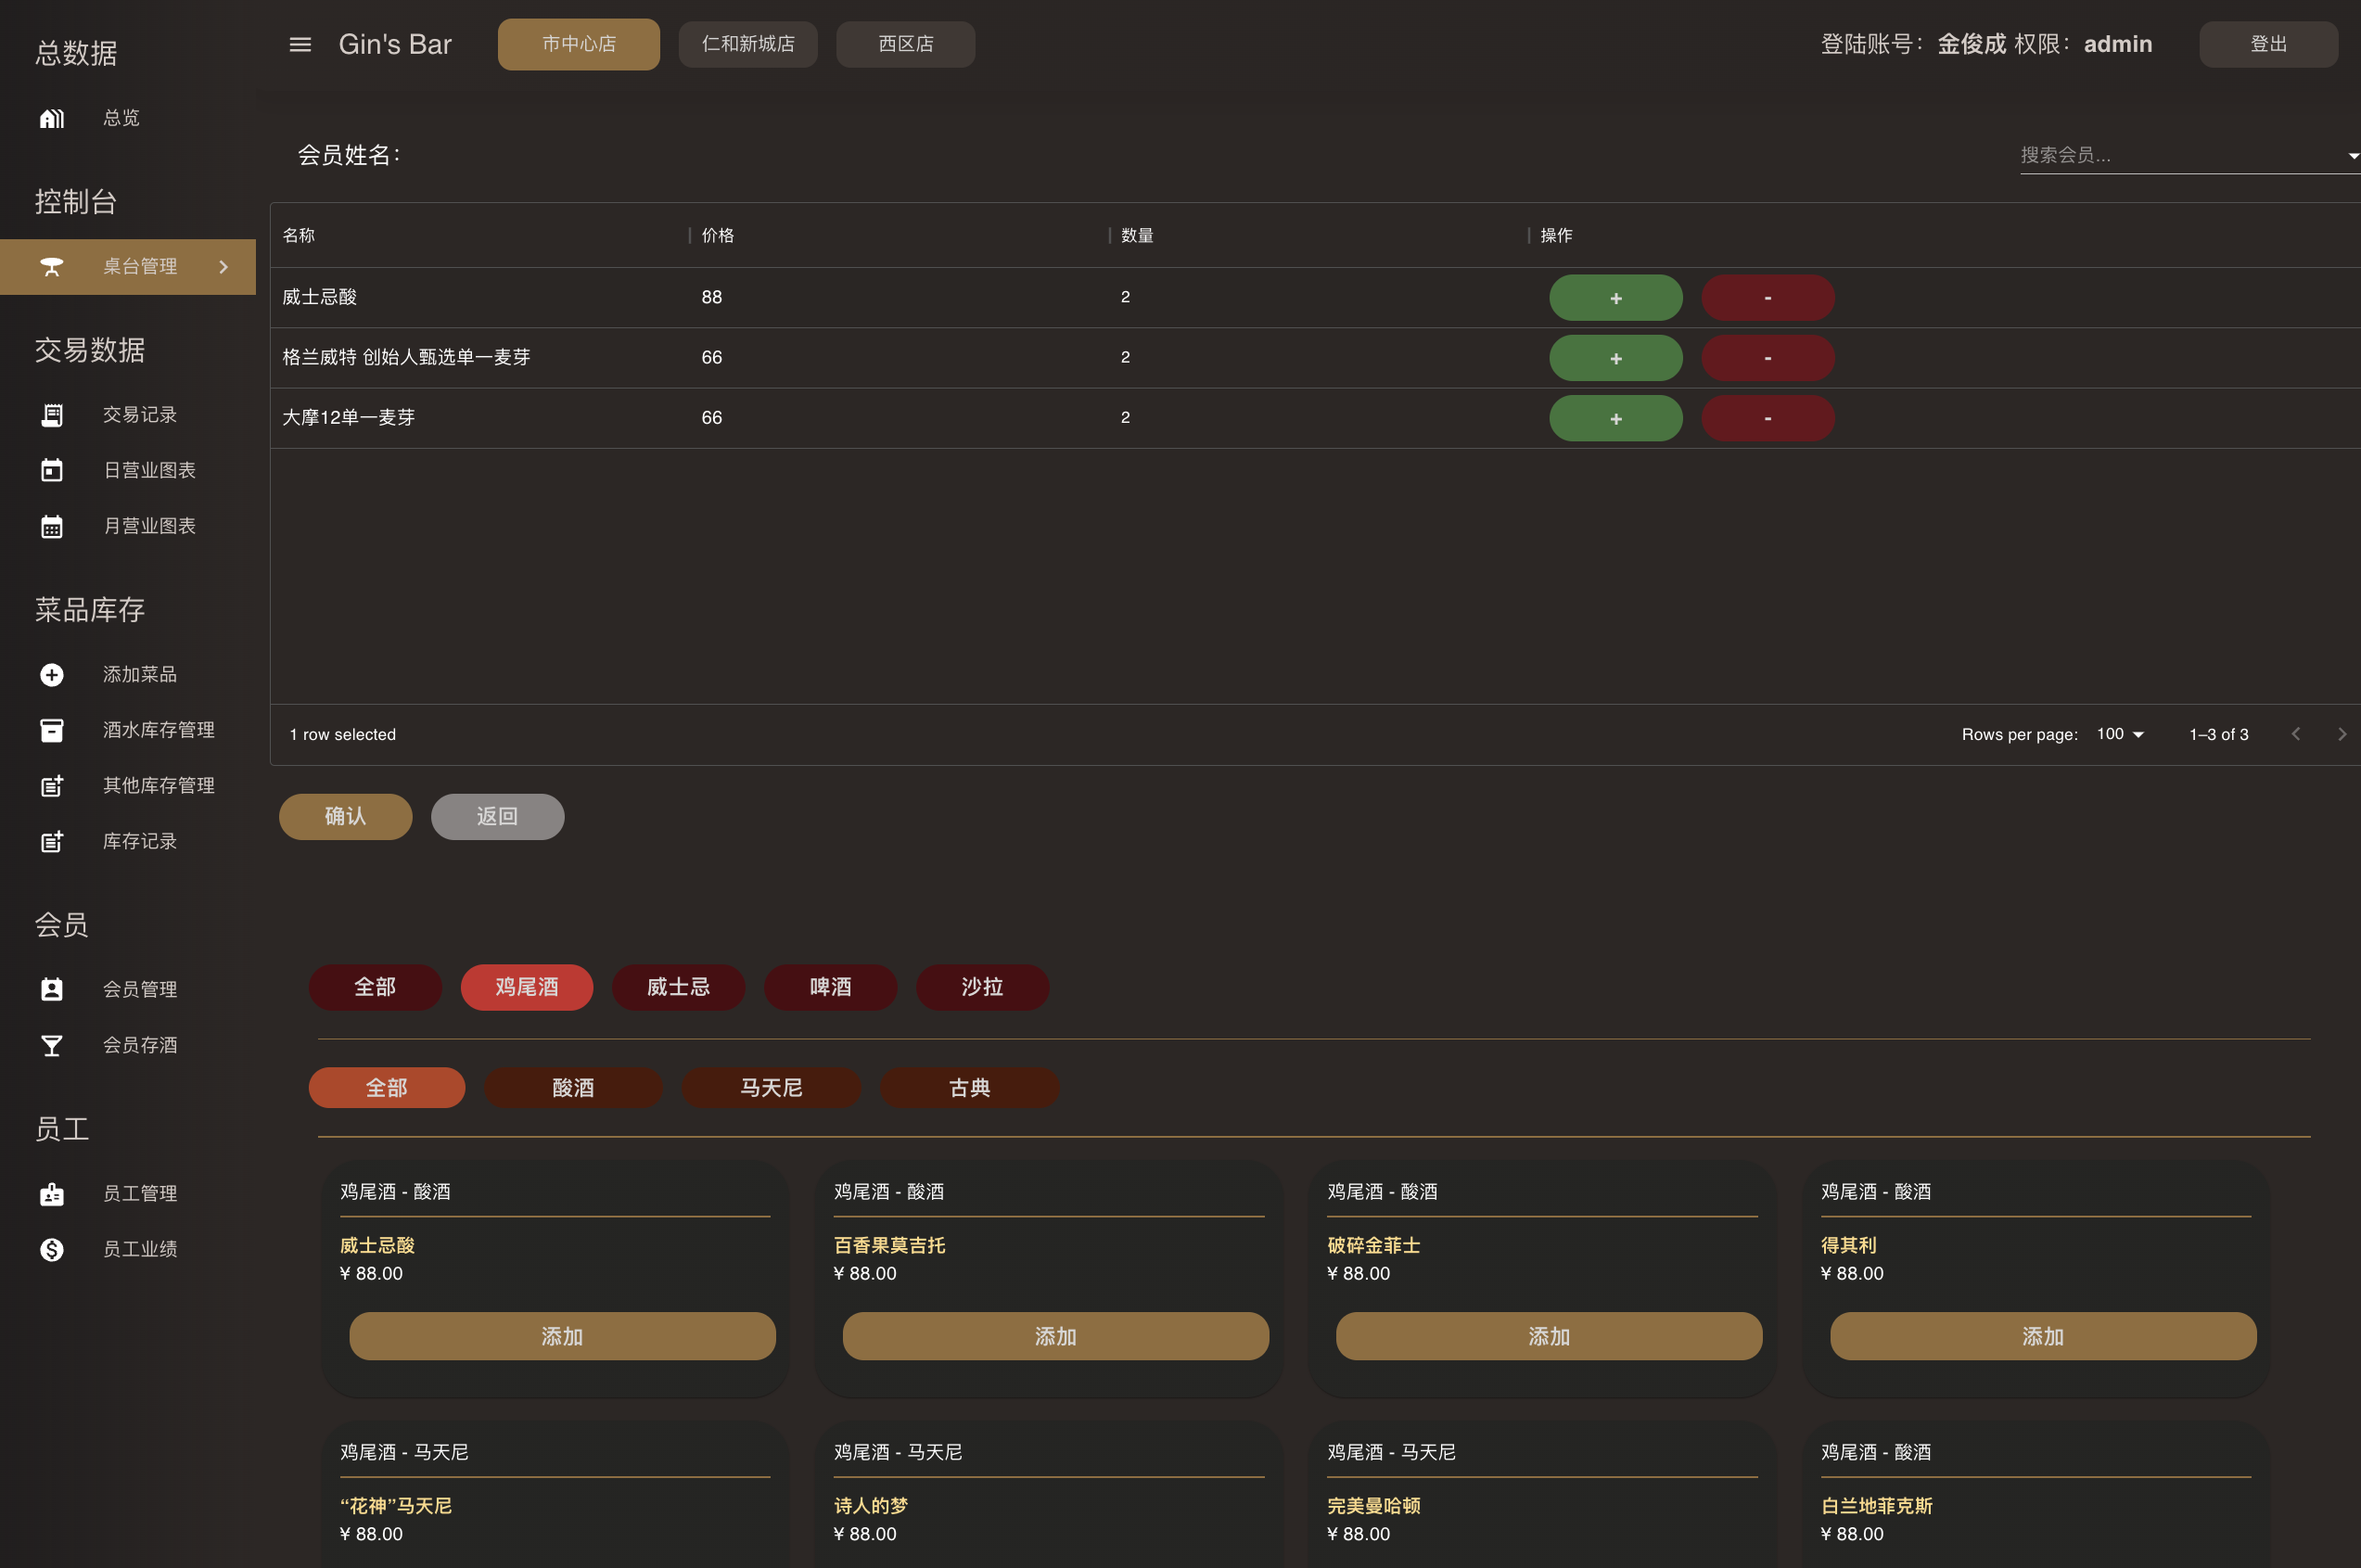 总数据
总览
控制台
桌台管理
交易数据
交易记录
日营业图表
月营业图表
菜品库存
添加菜品
酒水库存管理
其他库存管理
库存记录
会员
会员管理
会员存酒
员工
员工管理
员工业绩
Gin's Bar 市中心店 仁和新城店 西区店 登陆账号：金俊成 权限：admin 登出
会员姓名： 搜索会员...
名称 价格 数量 操作
威士忌酸 88 2 + -
格兰威特 创始人甄选单一麦芽 66 2 + -
大摩12单一麦芽 66 2 + -
1 row selected Rows per page: 100 1–3 of 3
确认 返回
全部 鸡尾酒 威士忌 啤酒 沙拉
全部 酸酒 马天尼 古典
鸡尾酒 - 酸酒 鸡尾酒 - 酸酒 鸡尾酒 - 酸酒 鸡尾酒 - 酸酒
威士忌酸 百香果莫吉托 破碎金菲士 得其利
¥ 88.00 ¥ 88.00 ¥ 88.00 ¥ 88.00
添加 添加 添加 添加
鸡尾酒 - 马天尼 鸡尾酒 - 马天尼 鸡尾酒 - 马天尼 鸡尾酒 - 酸酒
“花神”马天尼 诗人的梦 完美曼哈顿 白兰地菲克斯
¥ 88.00 ¥ 88.00 ¥ 88.00 ¥ 88.00